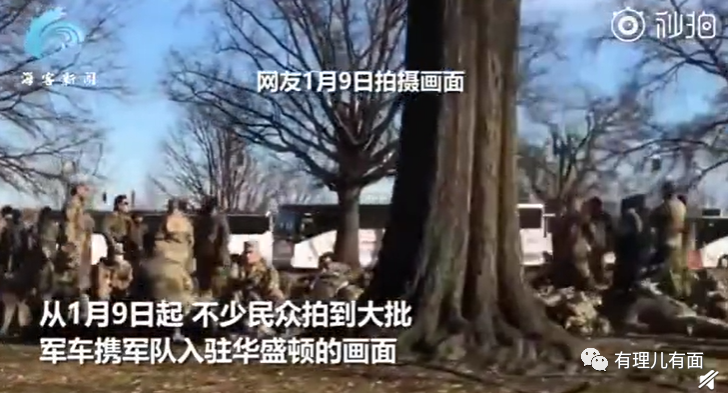 秒拍
海客新闻
网友1月9日拍摄画面
从1月9日起 不少民众拍到大批
军车携军队入驻华盛顿的画面
有理儿有面